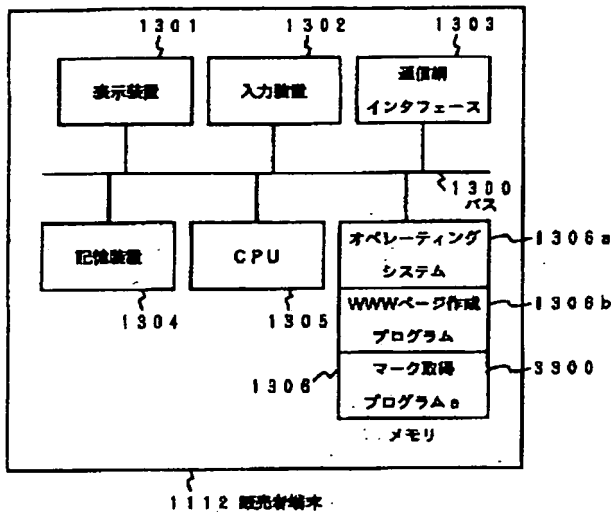 1301
1302
1303
表示装置
入力装置
通信網
インタフェース
1300
バス
記憶装置
CPU
オペレーティング
システム
1306a
1304
1305
WWWページ作成
プログラム
1306b
1306
マーク取得
プログラムa
3300
メモリ
1112 販売者端末